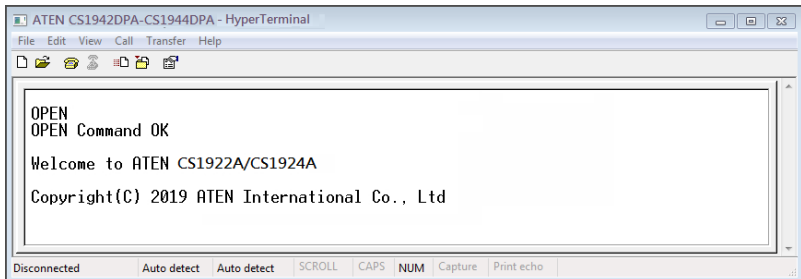 ATEN CS1942DPA-CS1944DPA - HyperTerminal
File Edit View Call Transfer Help
OPEN
OPEN Command OK
Welcome to ATEN CS1922A/CS1924A
Copyright(C) 2019 ATEN International Co., Ltd
Disconnected Auto detect Auto detect SCROLL CAPS NUM Capture Print echo